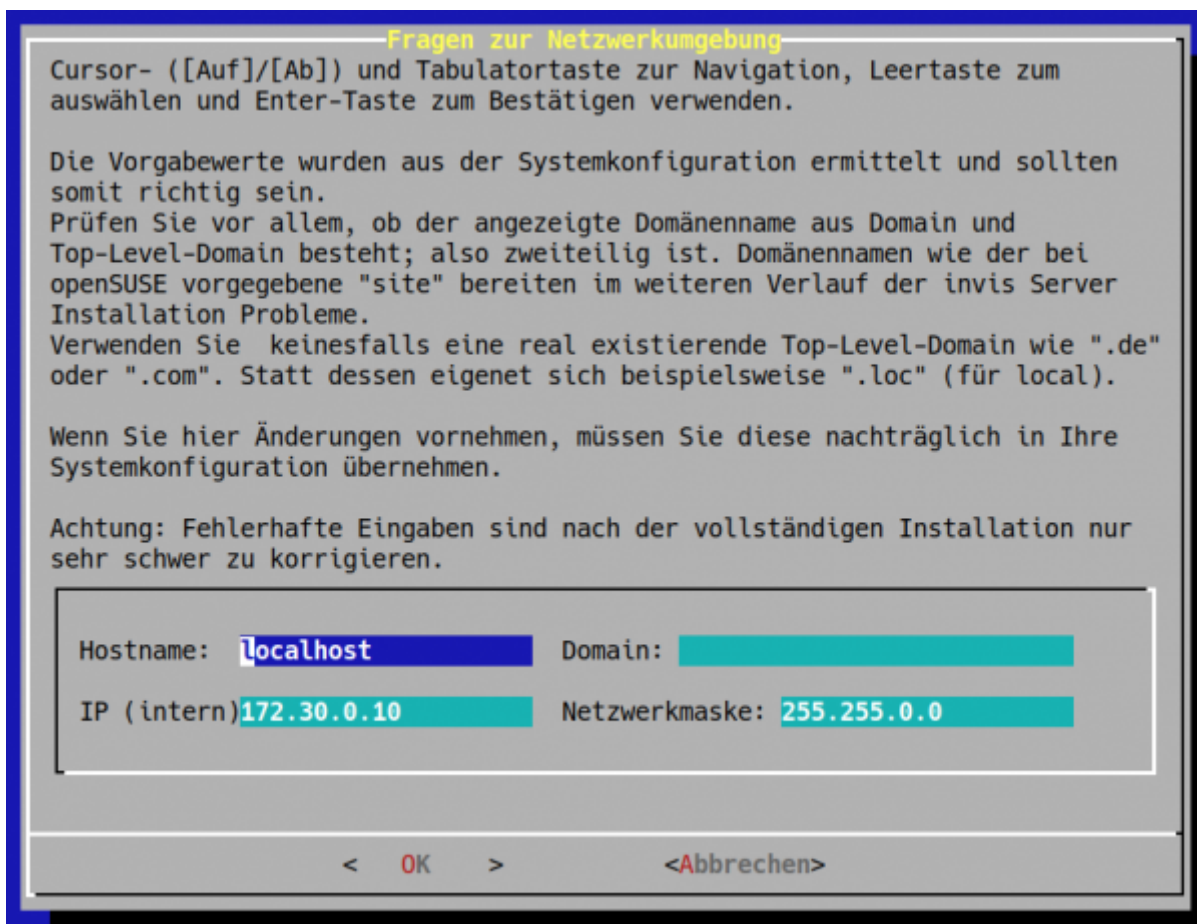 Fragen zur Netzwerkumgebung
Cursor- ([Auf]/[Ab]) und Tabulatortaste zur Navigation, Leertaste zum
auswählen und Enter-Taste zum Bestätigen verwenden.
Die Vorgabewerte wurden aus der Systemkonfiguration ermittelt und sollten
somit richtig sein.
Prüfen Sie vor allem, ob der angezeigte Domänenname aus Domain und
Top-Level-Domain besteht; also zweiteilig ist. Domänennamen wie der bei
openSUSE vorgegebene "site" bereiten im weiteren Verlauf der invis Server
Installation Probleme.
Verwenden Sie  keinesfalls eine real existierende Top-Level-Domain wie ".de"
oder ".com". Statt dessen eigenet sich beispielsweise ".loc" (für local).
Wenn Sie hier Änderungen vornehmen, müssen Sie diese nachträglich in Ihre
Systemkonfiguration übernehmen.
Achtung: Fehlerhafte Eingaben sind nach der vollständigen Installation nur
sehr schwer zu korrigieren.
Hostname: localhost Domain:
IP (intern)172.30.0.10 Netzwerkmaske: 255.255.0.0
< OK > <Abbrechen>